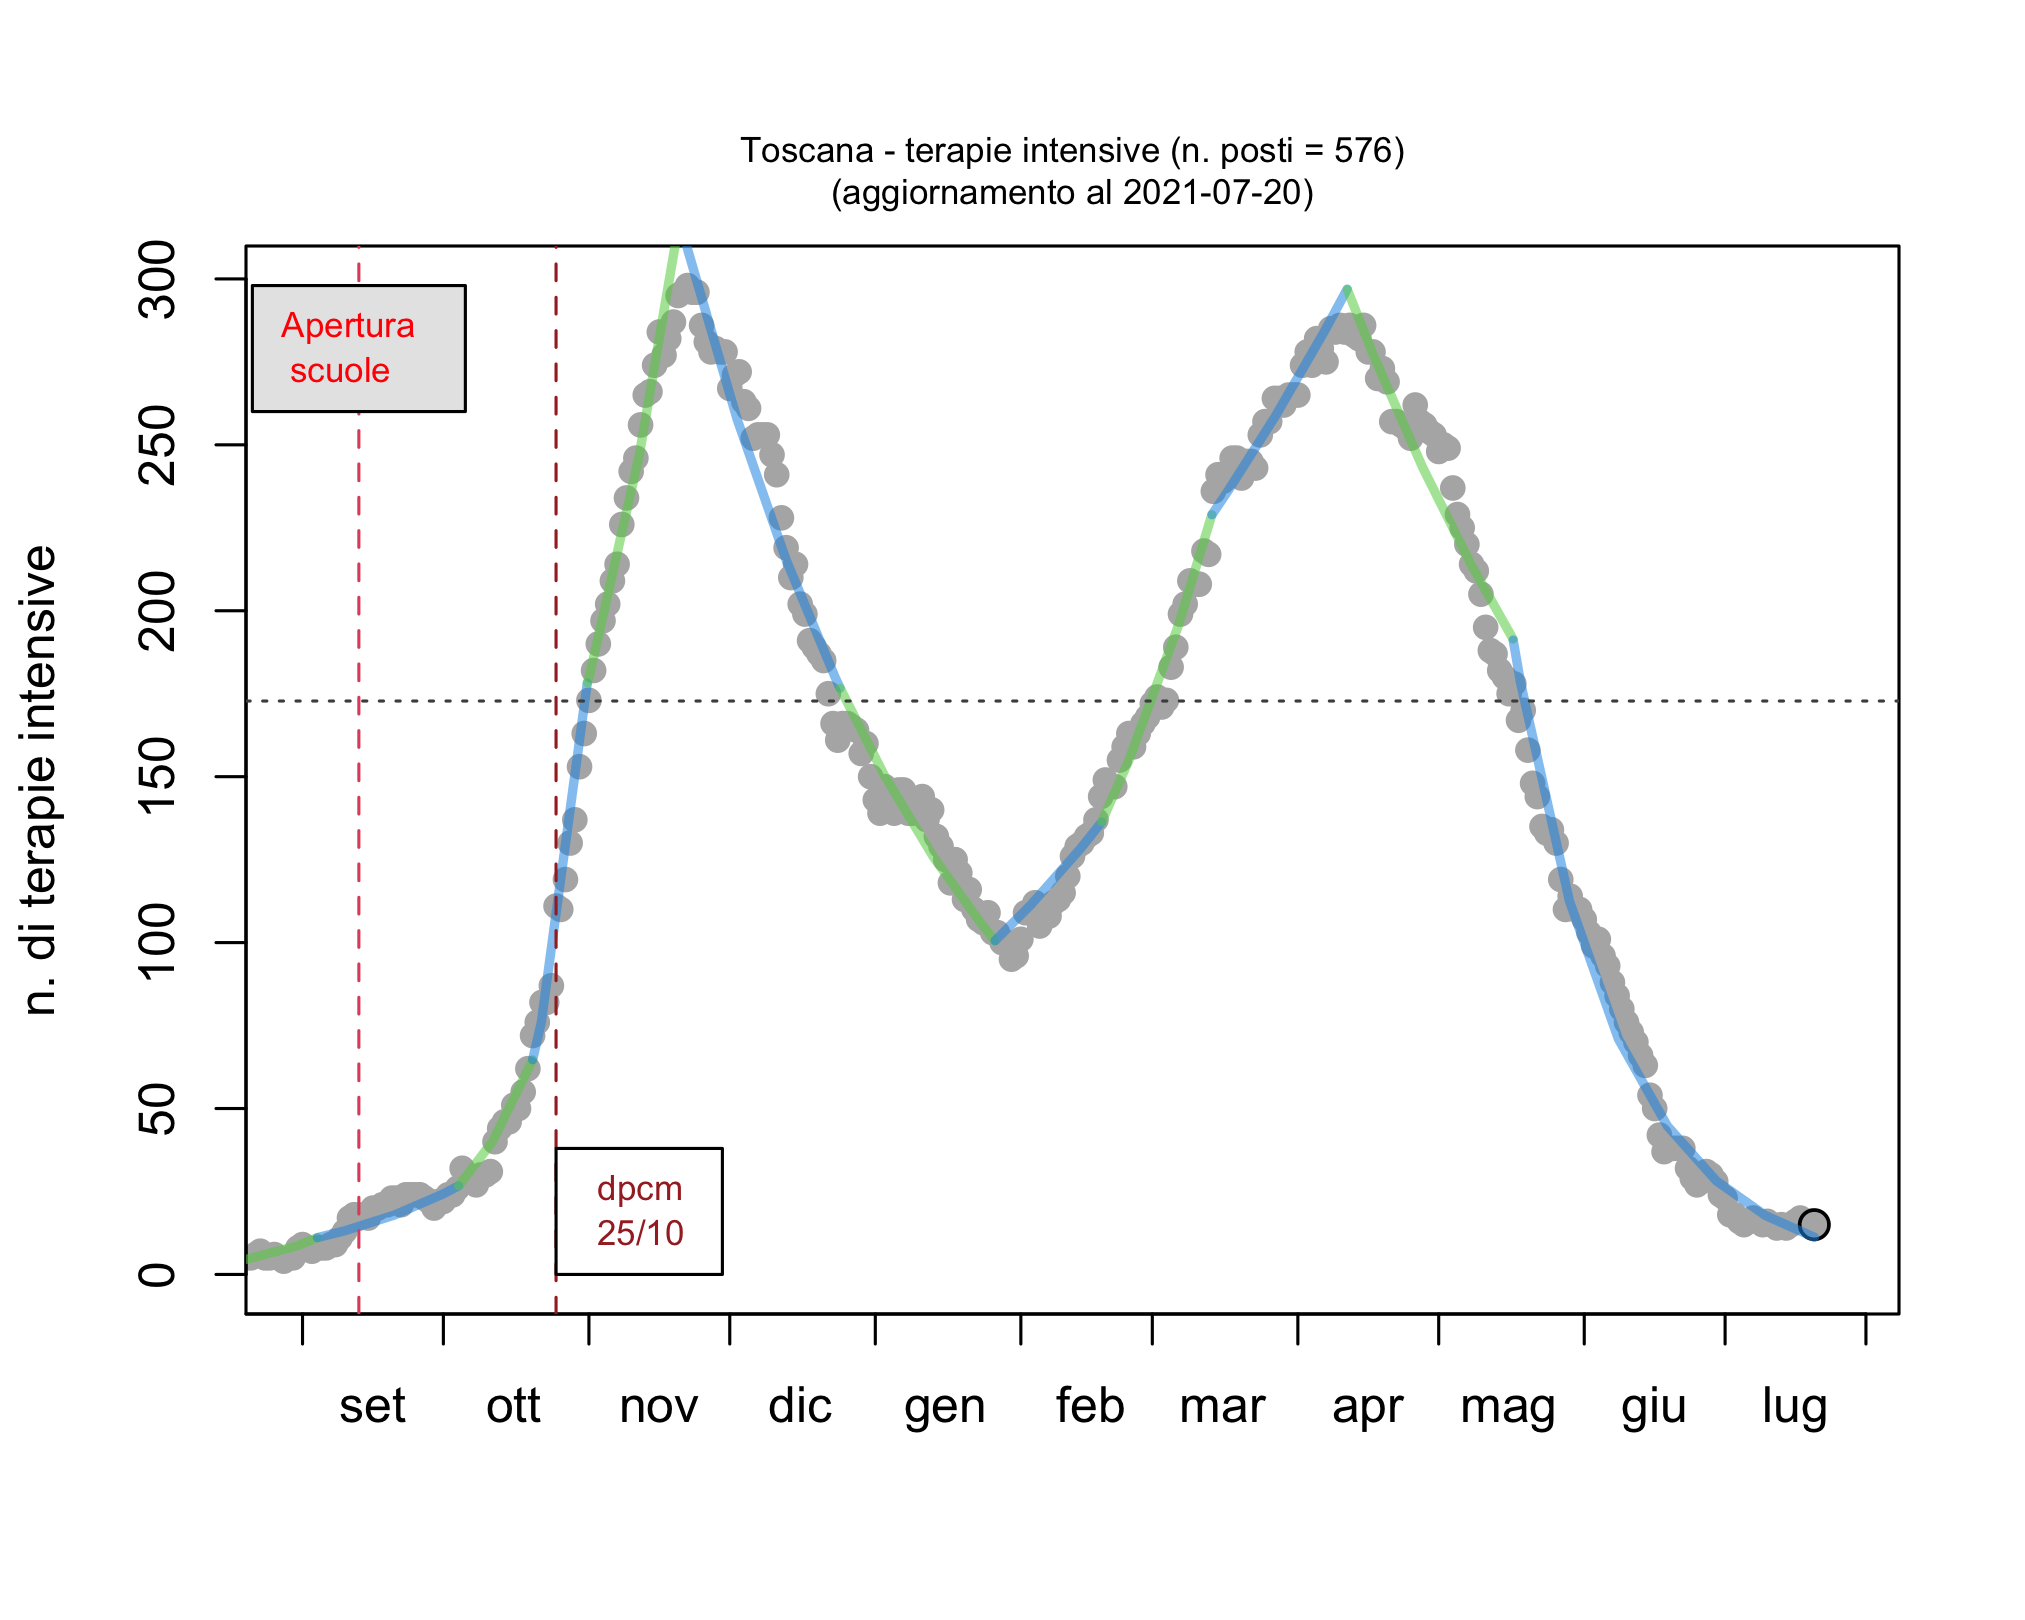 Toscana - terapie intensive (n. posti = 576)
(aggiornamento al 2021-07-20)
n. di terapie intensive
300
250
200
150
100
50
0
Apertura
scuole
dpcm
25/10
set ott nov dic gen feb mar apr mag giu lug